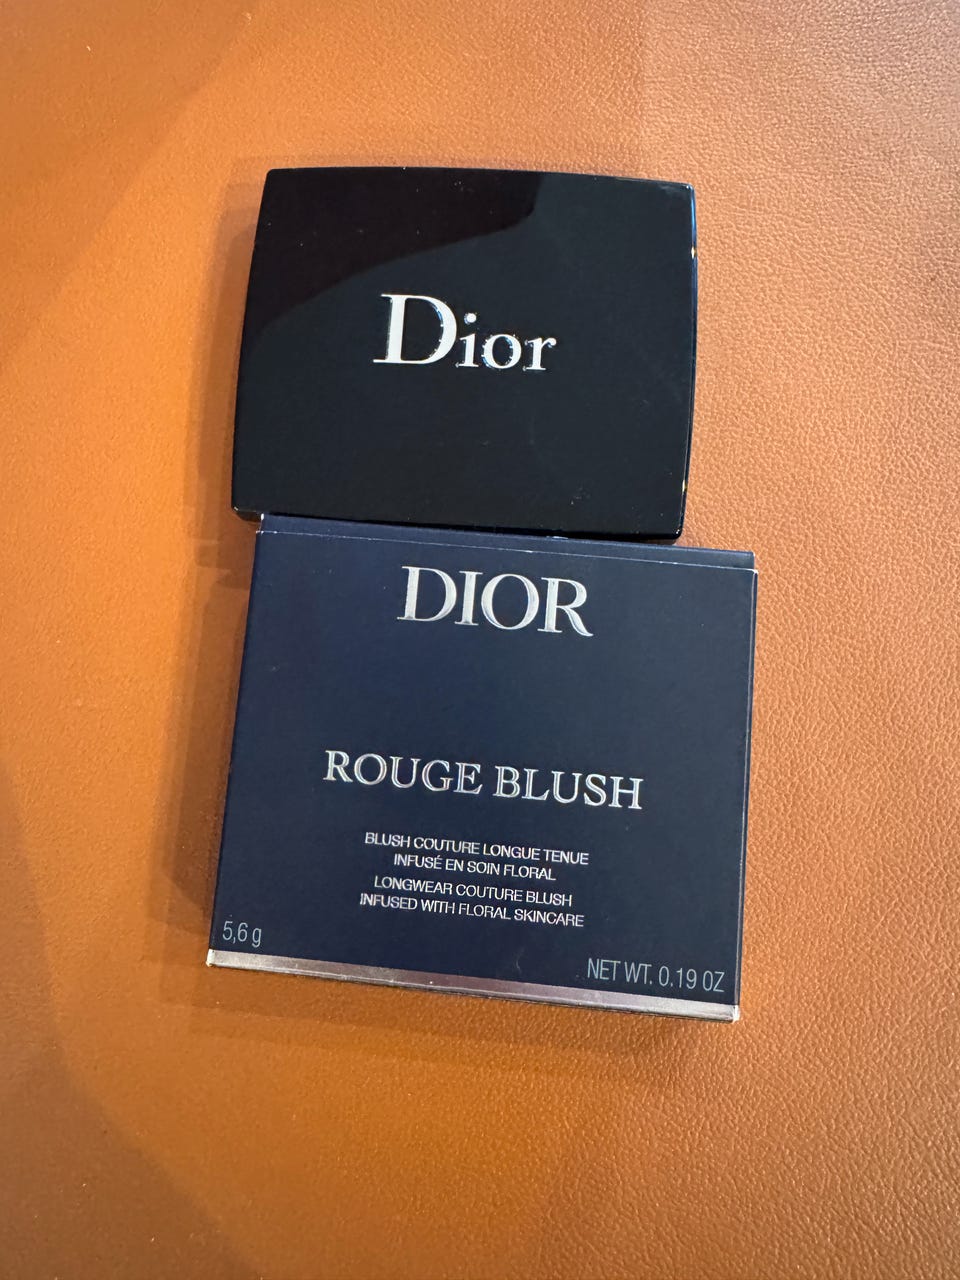 Dior
DIOR
ROUGE BLUSH
BLUSH COUTURE LONGUE TENUE
INFUSÉ EN SOIN FLORAL
LONGWEAR COUTURE BLUSH
INFUSED WITH FLORAL SKINCARE
5,6 g
NET WT. 0.19 OZ